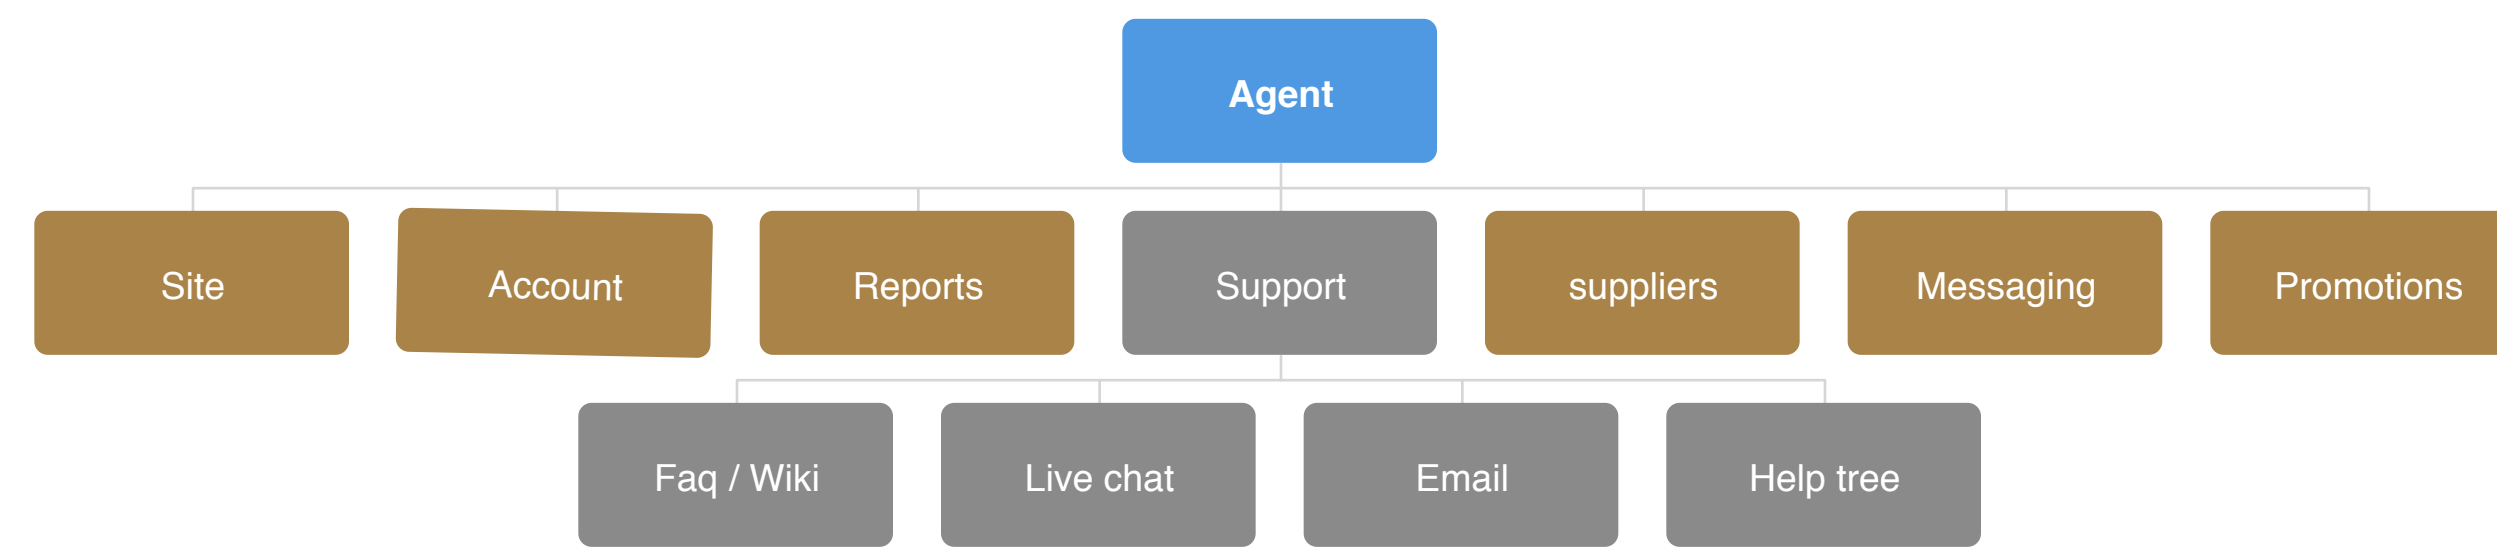 Agent
Site
Account
Reports
Support
suppliers
Messaging
Promotions
Faq / Wiki
Live chat
Email
Help tree